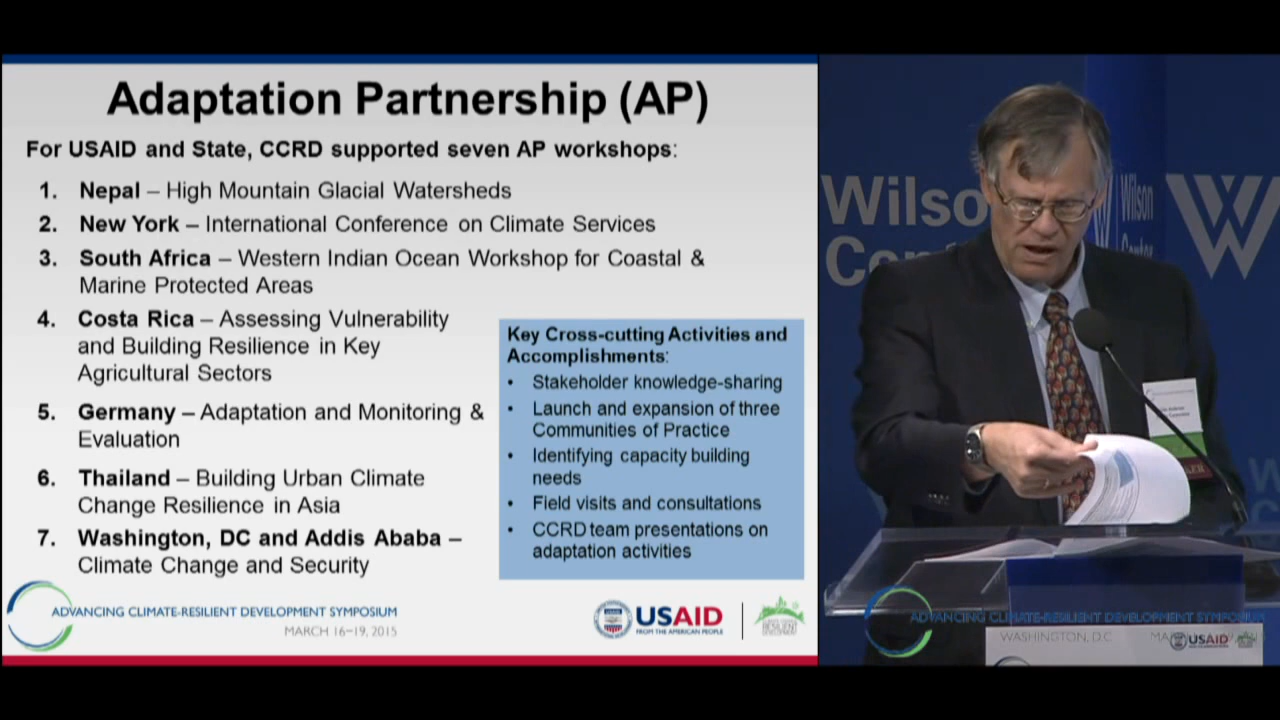 Adaptation Partnership (AP)
For USAID and State, CCRD supported seven AP workshops:
1. Nepal – High Mountain Glacial Watersheds
2. New York – International Conference on Climate Services
3. South Africa – Western Indian Ocean Workshop for Coastal &
Marine Protected Areas
4. Costa Rica – Assessing Vulnerability
and Building Resilience in Key
Agricultural Sectors
5. Germany – Adaptation and Monitoring &
Evaluation
6. Thailand – Building Urban Climate
Change Resilience in Asia
7. Washington, DC and Addis Ababa –
Climate Change and Security
Key Cross-cutting Activities and
Accomplishments:
• Stakeholder knowledge-sharing
• Launch and expansion of three
Communities of Practice
• Identifying capacity building
needs
• Field visits and consultations
• CCRD team presentations on
adaptation activities
ADVANCING CLIMATE-RESILIENT DEVELOPMENT SYMPOSIUM
MARCH 16–19, 2015
USAID
FROM THE AMERICAN PEOPLE
RESILIENT
DEVELOPMENT
Wilson
Center
W
ADVANCING CLIMATE-RESILIENT DEVELOPMENT SYMPOSIUM
WASHINGTON, D.C.
USAID